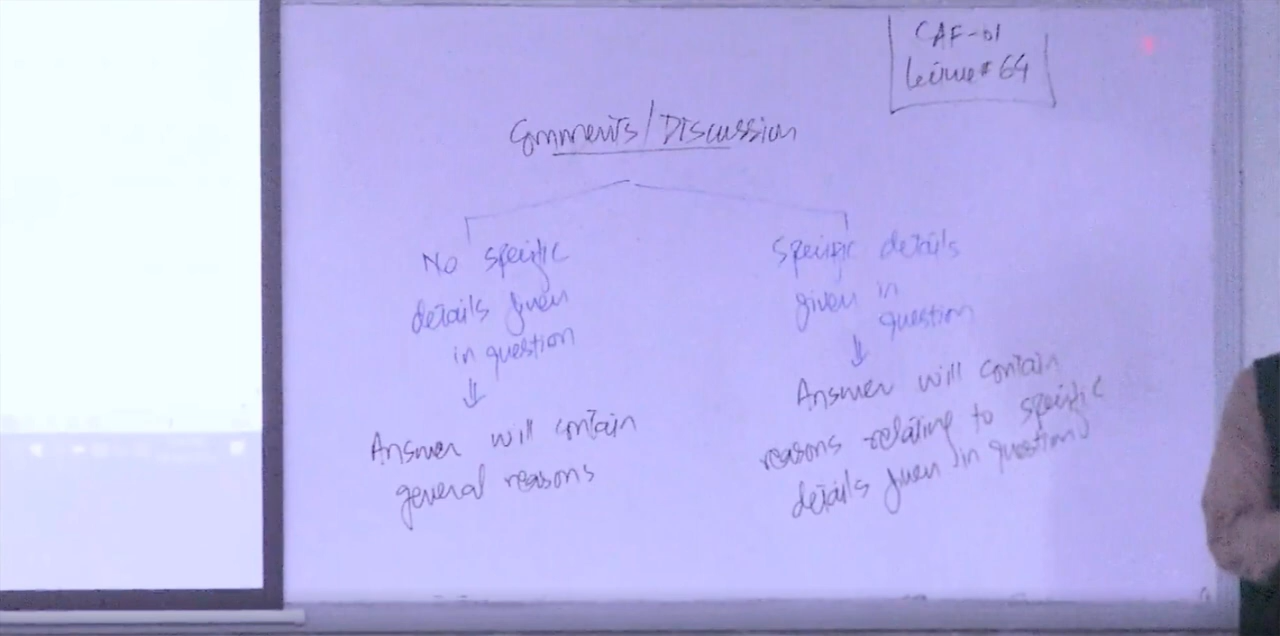 CAF-01
Lecture # 64
Comments/Discussion
No specific
details given
in question
Answer will contain
general reasons
Specific details
given in
question
Answer will contain
reasons relating to specific
details given in question